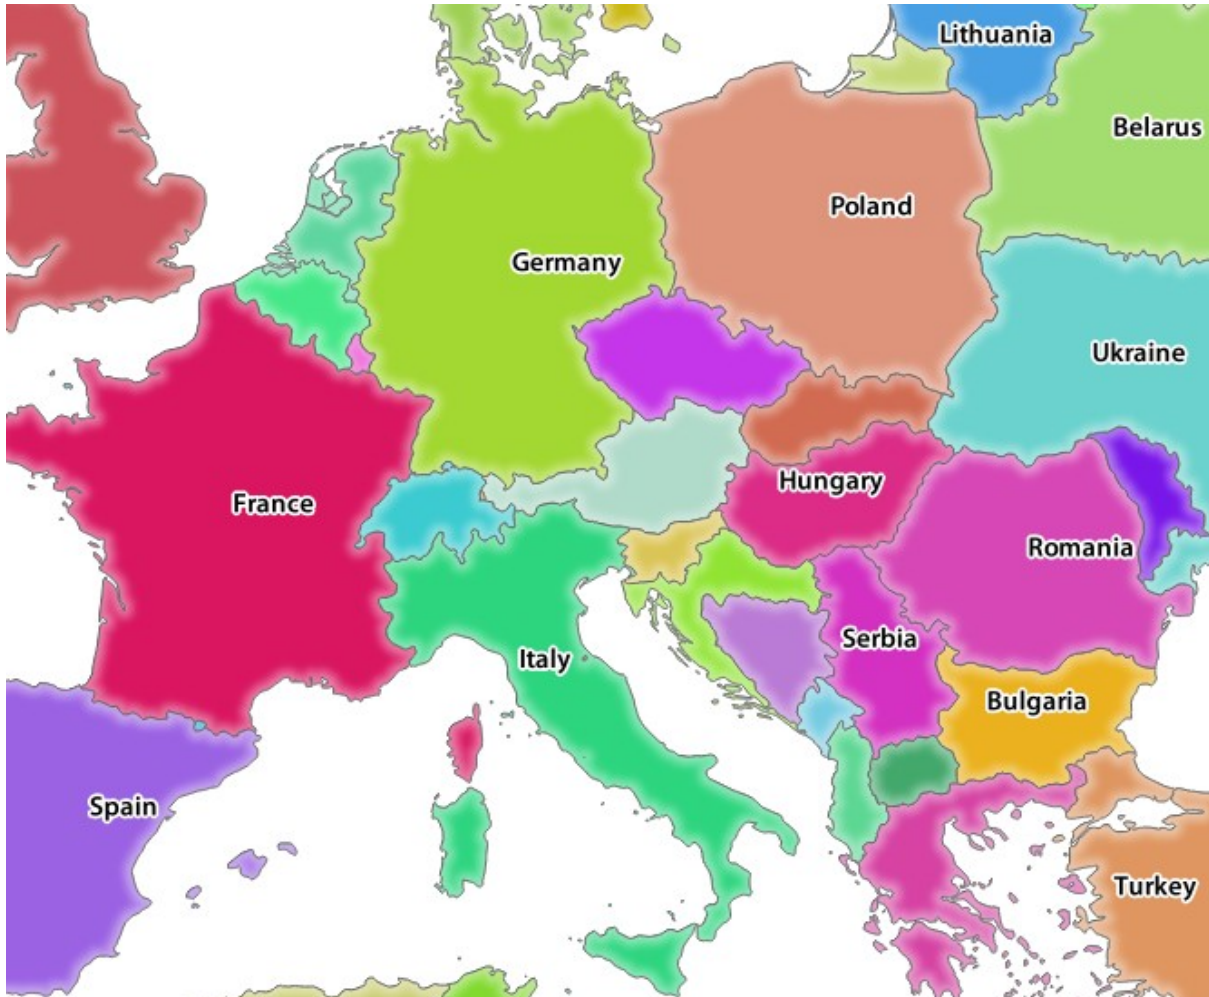 Lithuania
Belarus
Poland
Germany
Ukraine
Hungary
France
Romania
Serbia
Italy
Bulgaria
Spain
Turkey